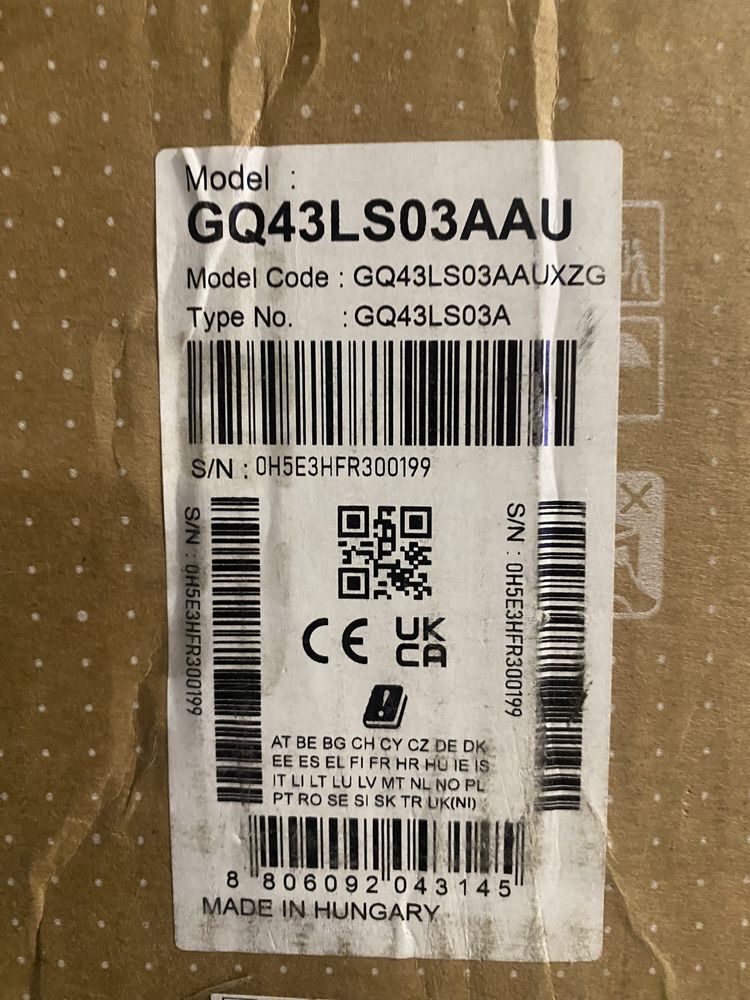 Model :
GQ43LS03AAU
Model Code : GQ43LS03AAUXZG
Type No. : GQ43LS03A
S/N : 0H5E3HFR300199
S/N : 0H5E3HFR300199
S/N : 0H5E3HFR300199
CE UK
CA
AT BE BG CH CY CZ DE DK
EE ES EL FI FR HR HU IE IS
IT LI LT LU LV MT NL NO PL
PT RO SE SI SK TR UK(NI)
8 806092 043145
MADE IN HUNGARY